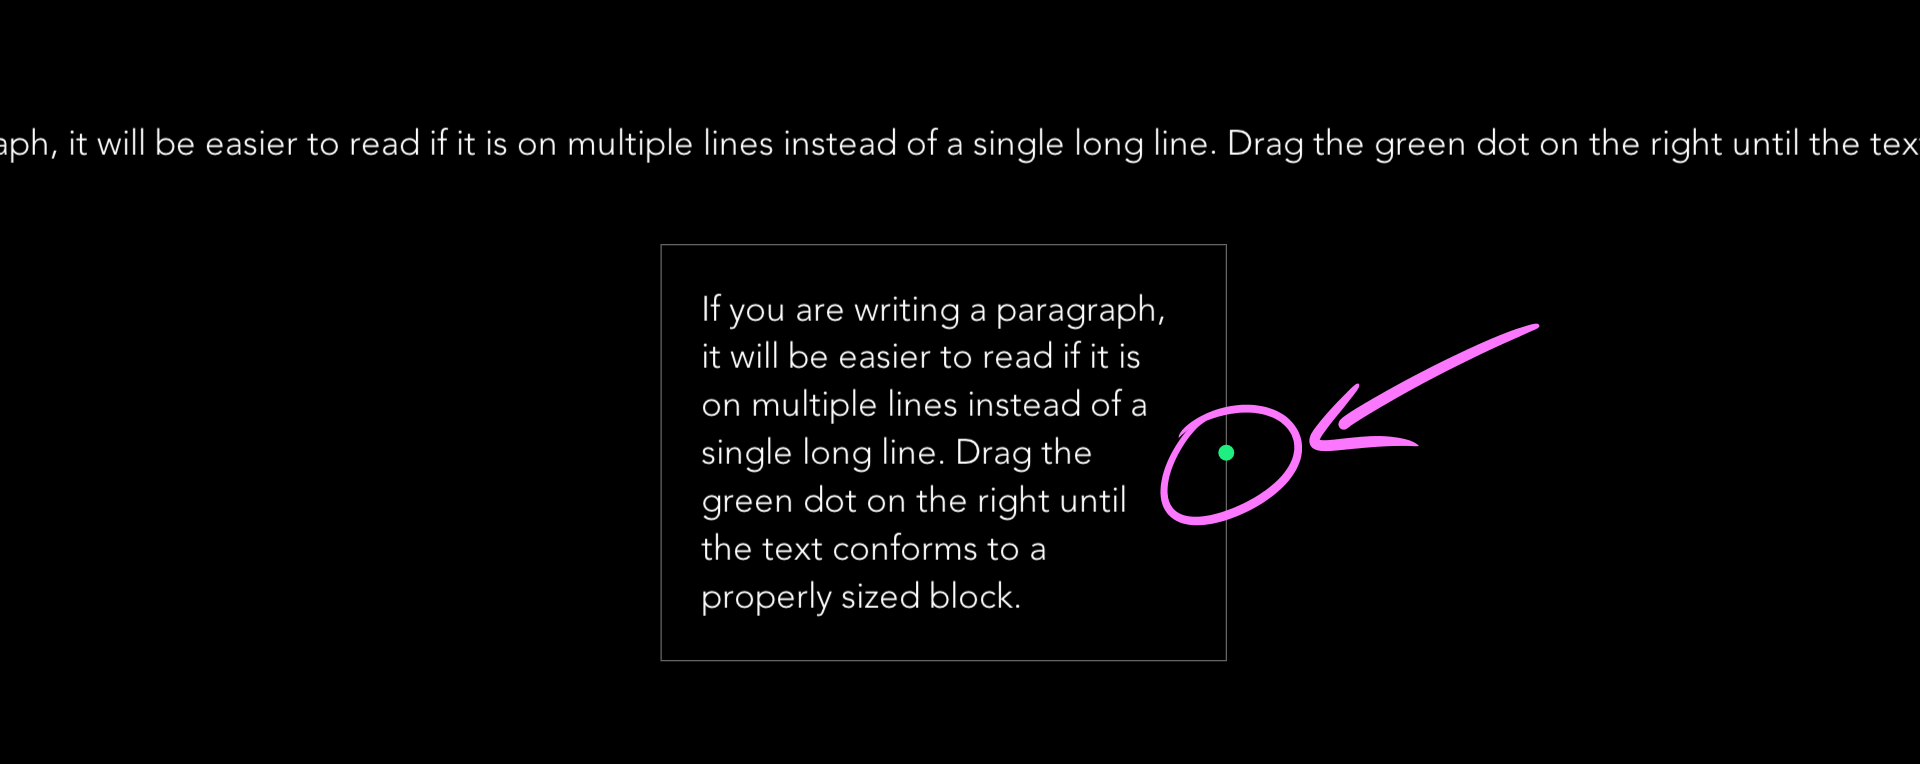 aph, it will be easier to read if it is on multiple lines instead of a single long line. Drag the green dot on the right until the tex
If you are writing a paragraph,
it will be easier to read if it is
on multiple lines instead of a
single long line. Drag the
green dot on the right until
the text conforms to a
properly sized block.